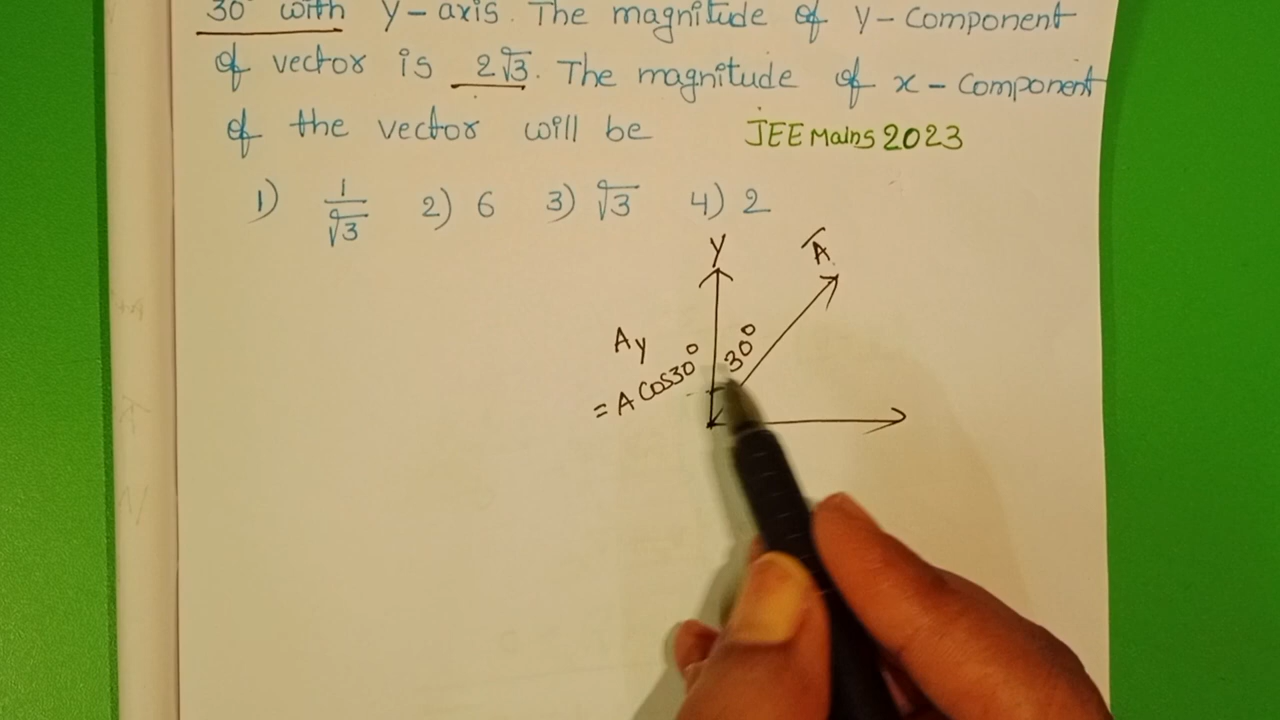 30° with y-axis. The magnitude of y-component
of vector is 2√3. The magnitude of x-component
of the vector will be JEE Mains 2023
1) 1/√3 2) 6 3) √3 4) 2
y A
Ay 30°
= A cos30°